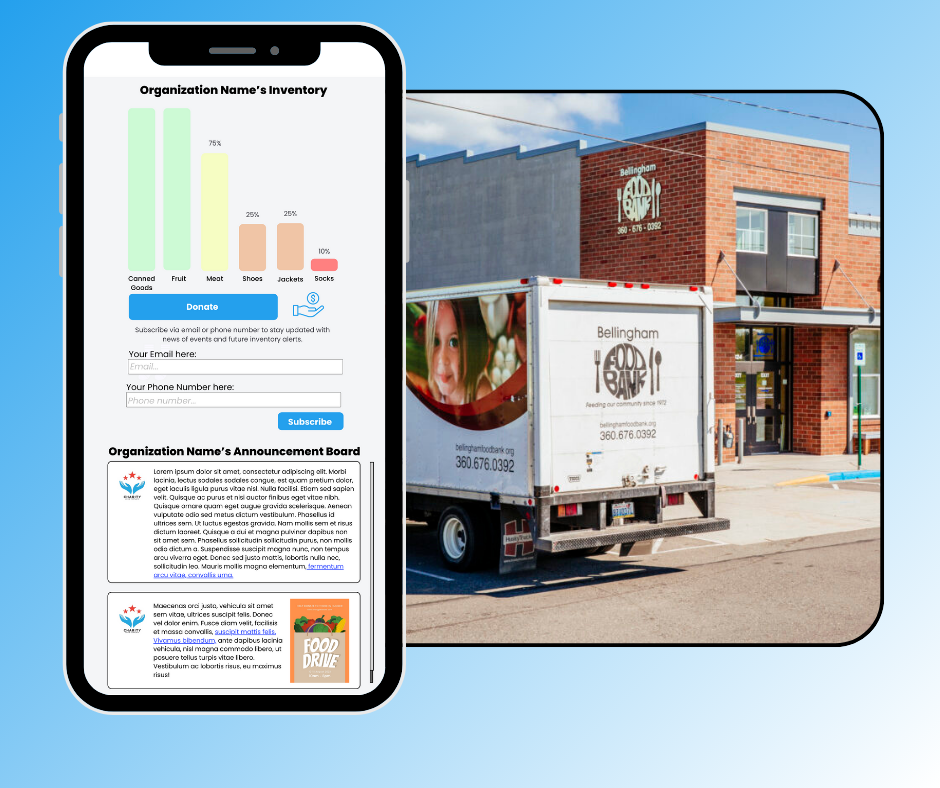 Organization Name's Inventory
75%
25%
25%
10%
Canned
Goods
Fruit
Meat
Shoes
Jackets
Socks
Donate
Subscribe via email or phone number to stay updated with
news of events and future inventory alerts.
Your Email here:
Email...
Your Phone Number here:
Phone number...
Subscribe
Organization Name's Announcement Board
CHARITY
Lorem ipsum dolor sit amet, consectetur adipiscing elit. Morbi
lacinia, lectus sodales sodales congue, est quam pretium dolor,
eget iaculis ligula purus vitae nisl. Nulla facilisi. Etiam sed sapien
velit. Quisque ac purus et nisl auctor finibus eget vitae nibh.
Quisque ornare quam eget augue gravida scelerisque. Aenean
vulputate odio sed metus dictum vestibulum. Phasellus id
ultrices sem. Ut luctus egestas gravida. Nam mollis sem et risus
dictum laoreet. Quisque a dui et magna pulvinar dapibus non
sit amet sem. Phasellus sollicitudin sollicitudin purus, non mollis
odio dictum a. Suspendisse suscipit magna nunc, non tempus
arcu viverra eget. Donec sed justo mattis, lobortis nulla nec,
sollicitudin leo. Mauris mollis magna elementum, fermentum
arcu vitae, convallis urna.
CHARITY
Maecenas orci justo, vehicula sit amet
sem vitae, ultrices suscipit felis. Donec
vel dolor enim. Fusce diam velit, facilisis
et massa convallis, suscipit mattis felis.
Vivamus bibendum, ante dapibus lacinia
vehicula, nisl magna commodo libero, ut
posuere tellus turpis vitae libero.
Vestibulum ac lobortis risus, eu maximus
risus!
FOOD
DRIVE
Bellingham
FOOD
BANK
360-676-0392
Bellingham
FOOD
BANK
Feeding our community since 1972
bellinghamfoodbank.org
360.676.0392
bellinghamfoodbank.org
360.676.0392